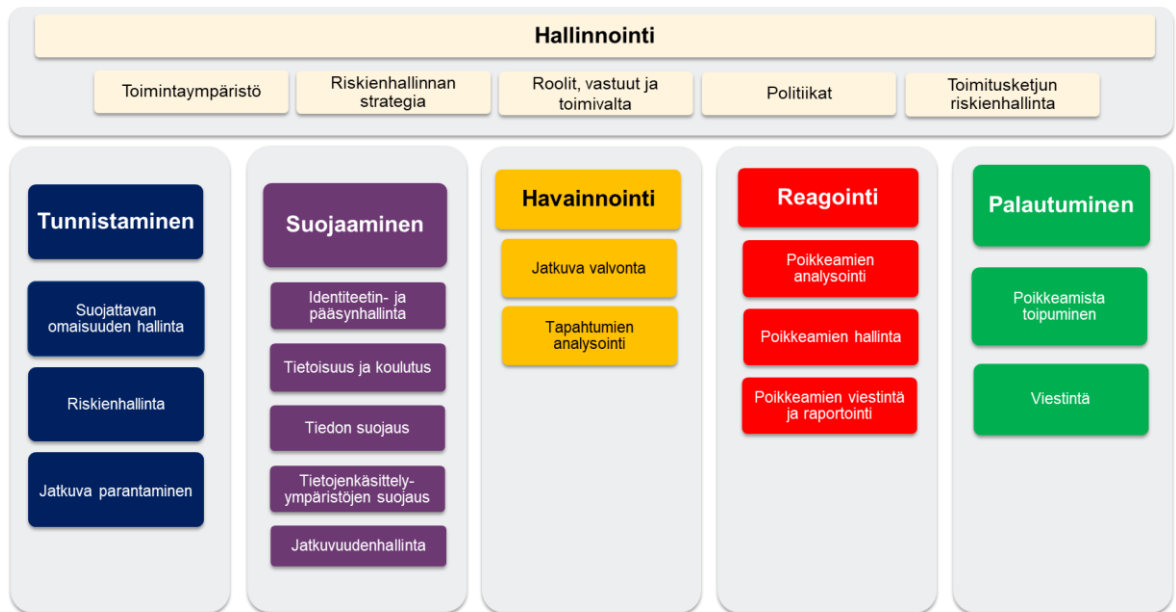 Hallinnointi
Toimintaympäristö
Riskienhallinnan
strategia
Roolit, vastuut ja
toimivalta
Politiikat
Toimitusketjun
riskienhallinta
Tunnistaminen
Suojattavan
omaisuuden hallinta
Riskienhallinta
Jatkuva parantaminen
Suojaaminen
Identiteetin- ja
pääsynhallinta
Tietoisuus ja koulutus
Tiedon suojaus
Tietojenkäsittely-
ympäristöjen suojaus
Jatkuvuudenhallinta
Havainnointi
Jatkuva valvonta
Tapahtumien
analysointi
Reagointi
Poikkeamien
analysointi
Poikkeamien hallinta
Poikkeamien viestintä
ja raportointi
Palautuminen
Poikkeamista
toipuminen
Viestintä